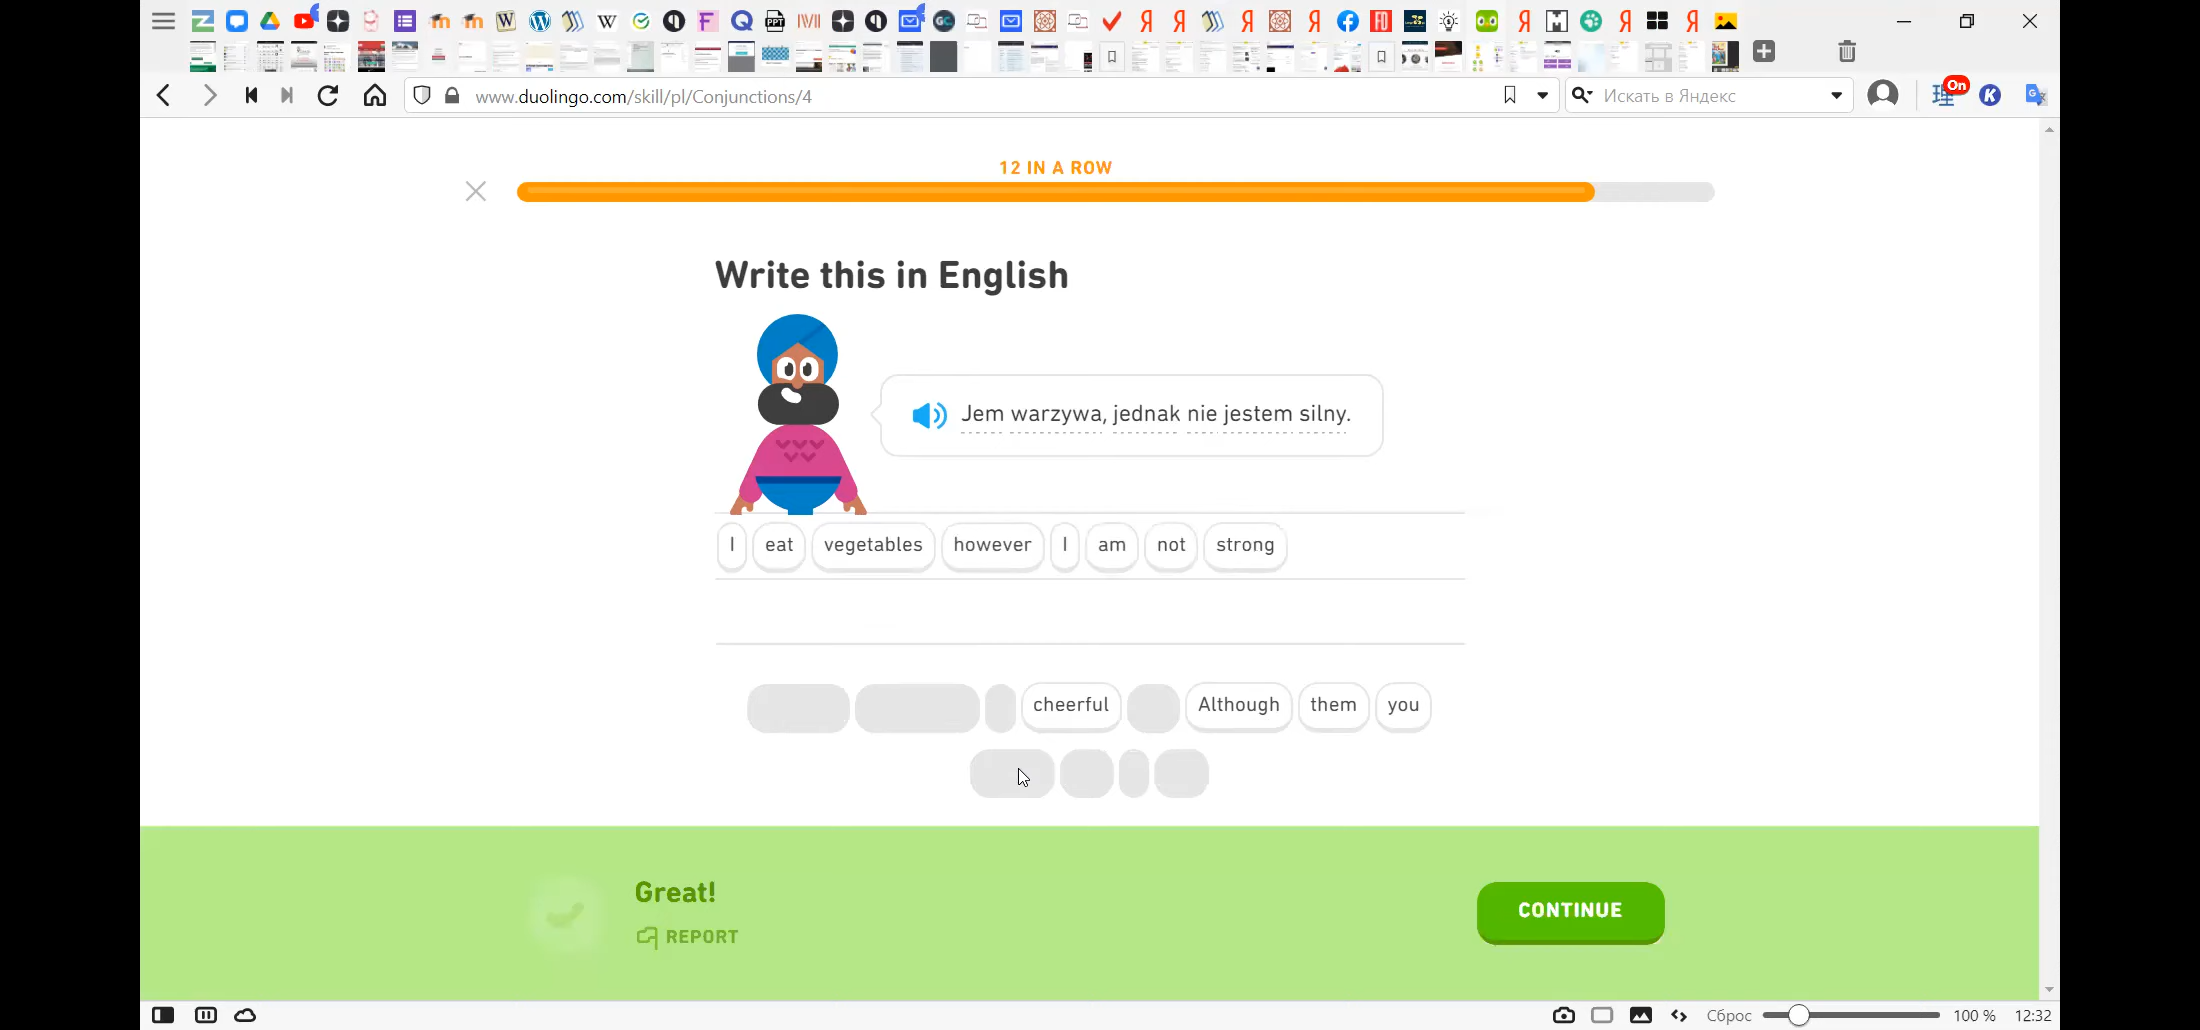 www.duolingo.com/skill/pl/Conjunctions/4
Искать в Яндекс
On
12 IN A ROW
Write this in English
Jem warzywa, jednak nie jestem silny.
I eat vegetables however I am not strong
cheerful Although them you
Great!
REPORT
CONTINUE
Сброс 100 % 12:32